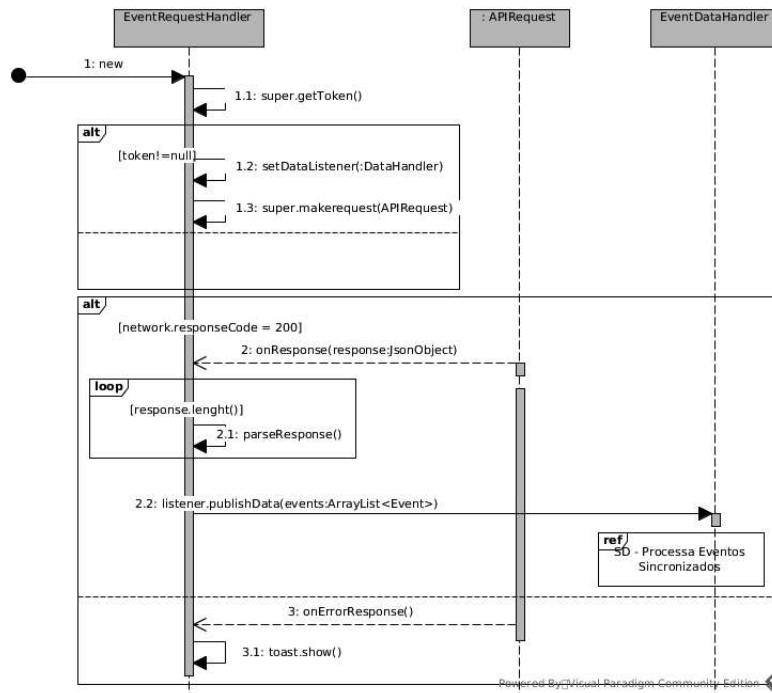 EventRequestHandler
: APIRequest
EventDataHandler
1: new
1.1: super.getToken()
alt
[token!=null]
1.2: setDataListener(:DataHandler)
1.3: super.makerequest(APIRequest)
alt
[network.responseCode = 200]
2: onResponse(response:JsonObject)
loop
[response.lenght()]
2.1: parseResponse()
2.2: listener.publishData(events:ArrayList<Event>)
ref
SD - Processa Eventos
Sincronizados
3: onErrorResponse()
3.1: toast.show()
Powered By Visual Paradigm Community Edition